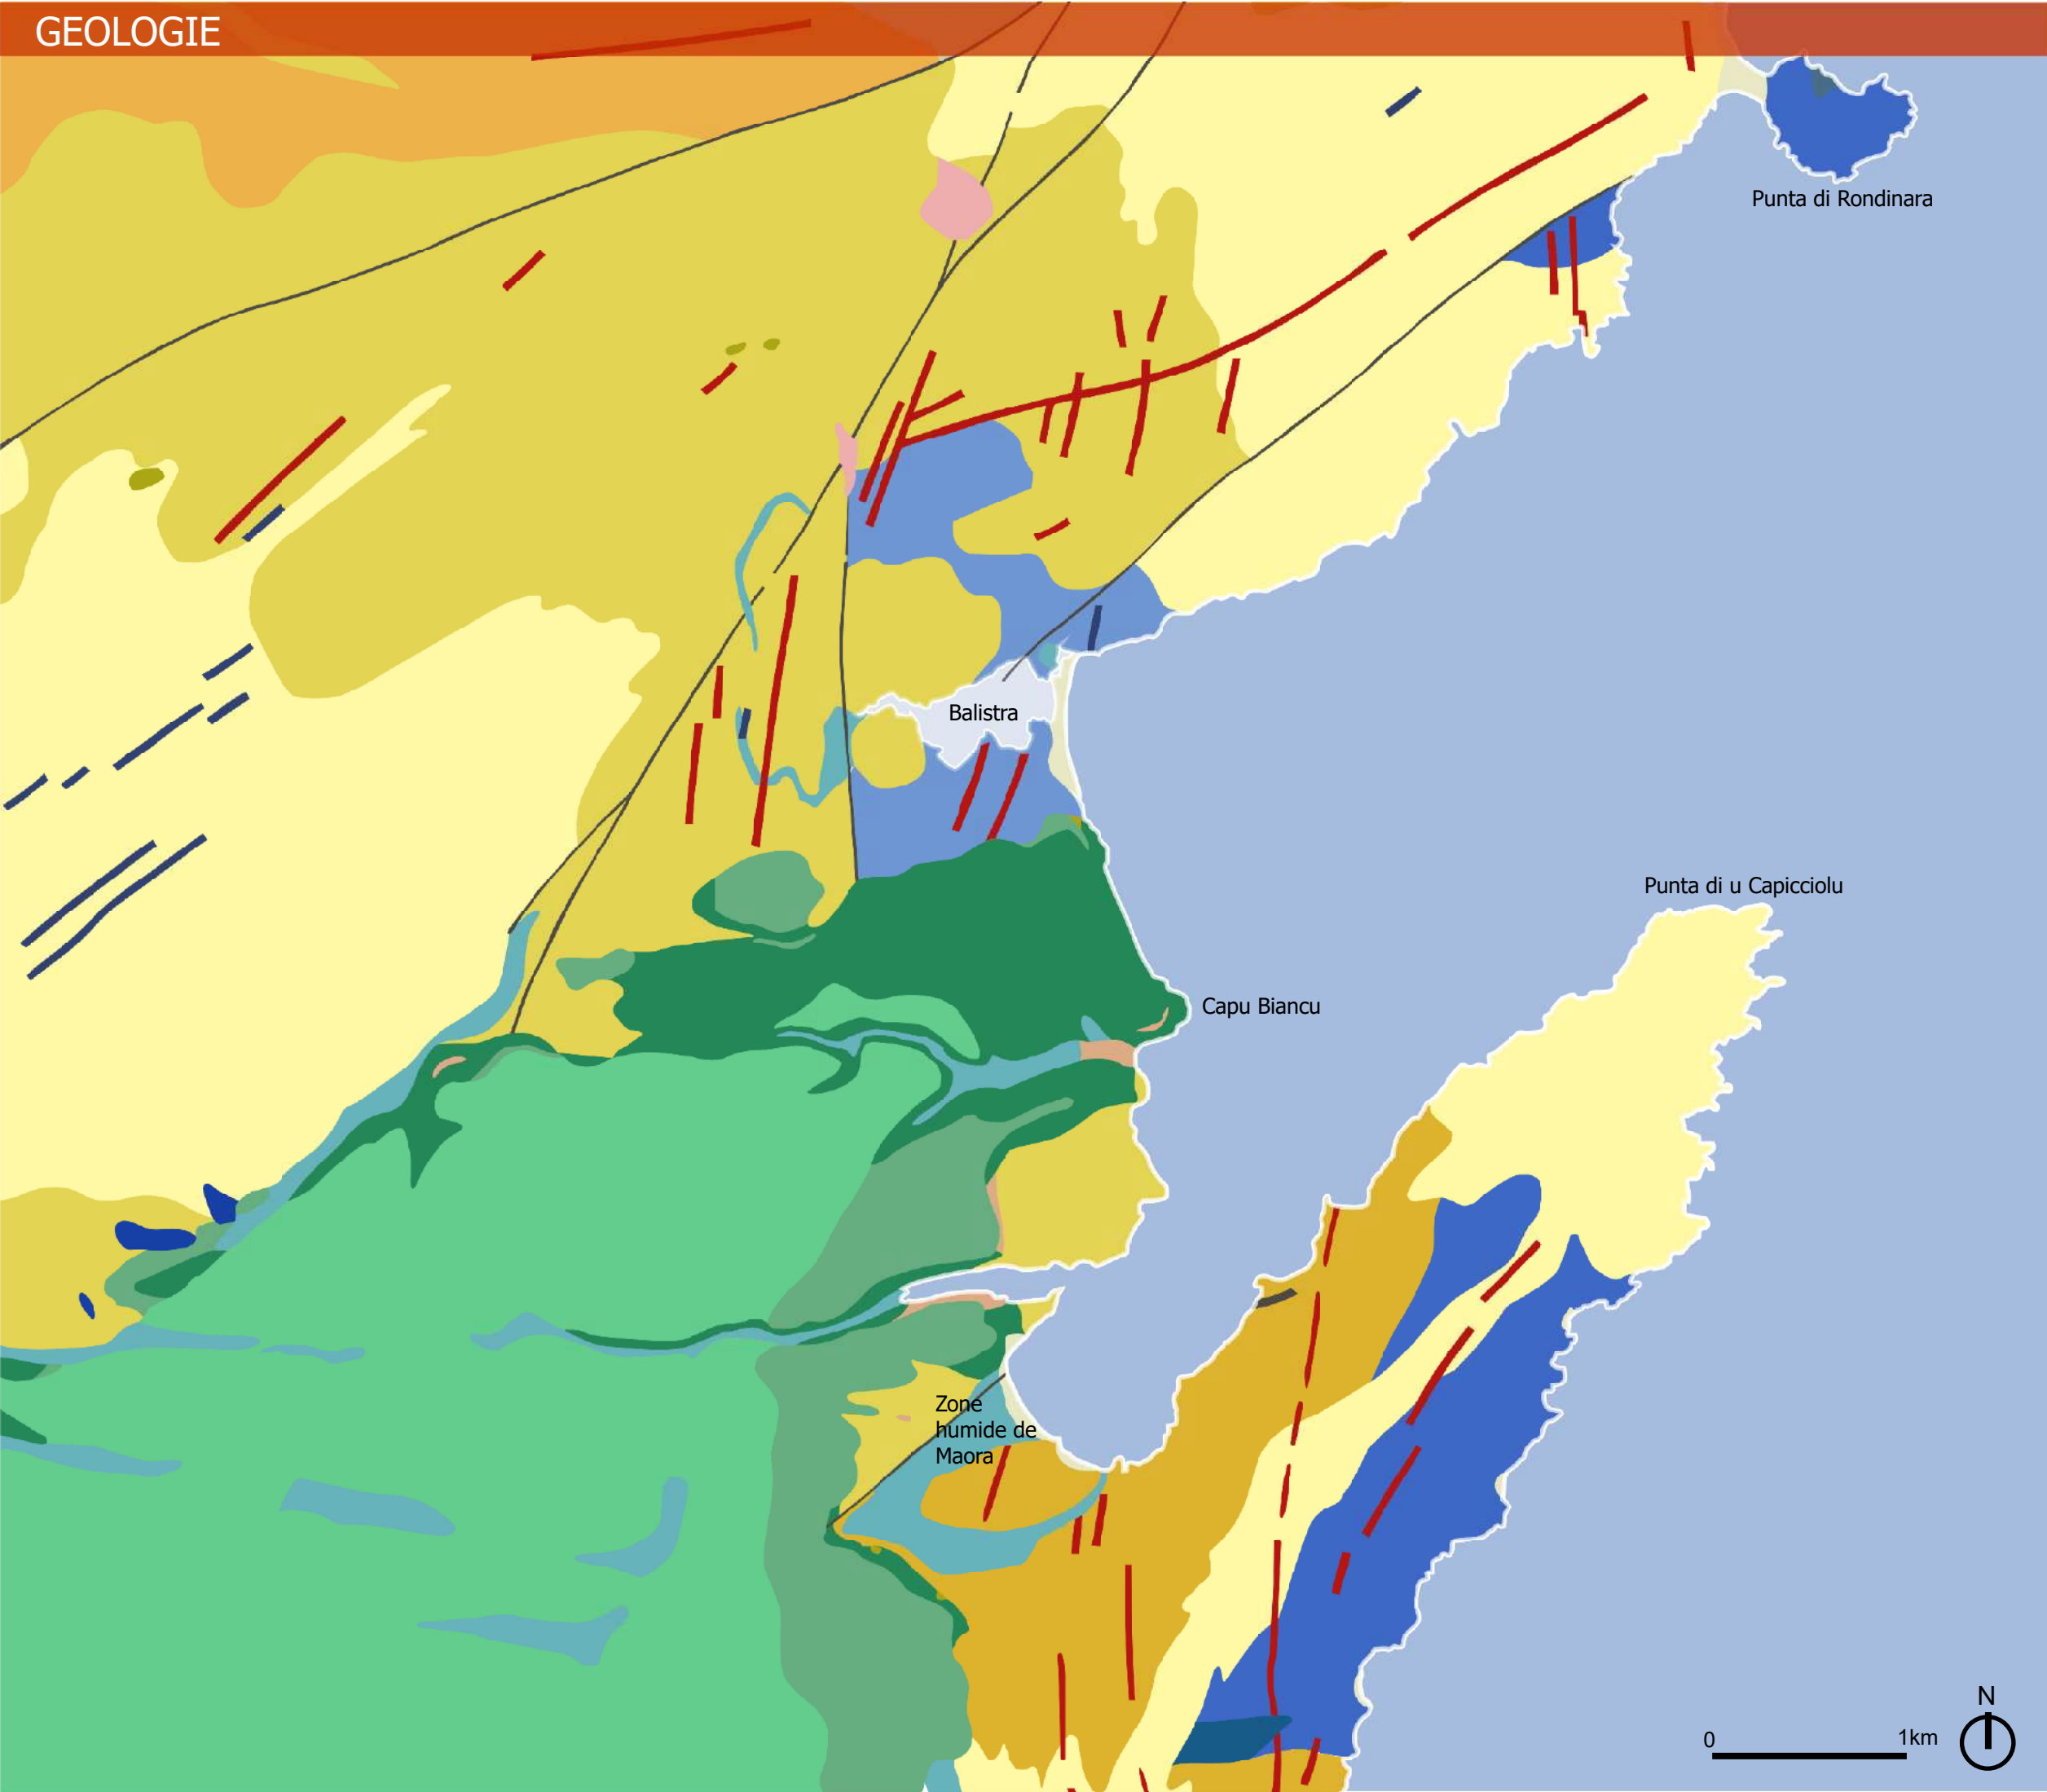 GEOLOGIE
Punta di Rondinara
Balistra
Punta di u Capicciolu
Capu Biancu
Zone
humide de
Maora
N
0
1km